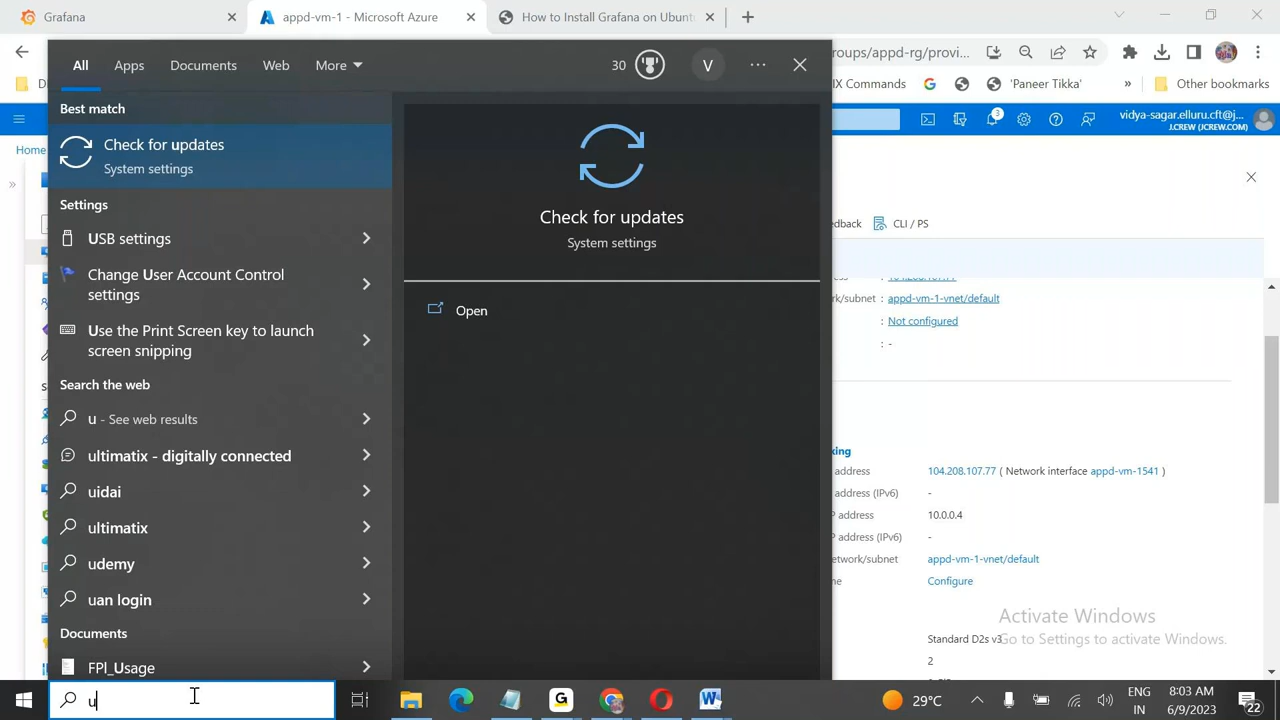 Grafana
appd-vm-1 - Microsoft Azure
How to Install Grafana on Ubunt
roups/appd-rg/provi...
IX Commands
'Paneer Tikka'
»
Other bookmarks
All
Apps
Documents
Web
More
30
V
Best match
Check for updates
System settings
Settings
USB settings
Change User Account Control
settings
Use the Print Screen key to launch
screen snipping
Search the web
u - See web results
ultimatix - digitally connected
uidai
ultimatix
udemy
uan login
Documents
FPI_Usage
Check for updates
System settings
Open
3
vidya-sagar.elluru.cft@j...
J.CREW (JCREW.COM)
Home
edback
CLI / PS
appd-vm-1-vnet/default
: Not configured
: -
king
address
104.208.107.77 ( Network interface appd-vm-1541 )
address (IPv6)
-
P address
10.0.0.4
P address (IPv6)
-
etwork/subnet
appd-vm-1-vnet/default
me
Configure
Activate Windows
Go to Settings to activate Windows.
Standard D2s v3
2
u
29°C
ENG
IN
8:03 AM
6/9/2023
22